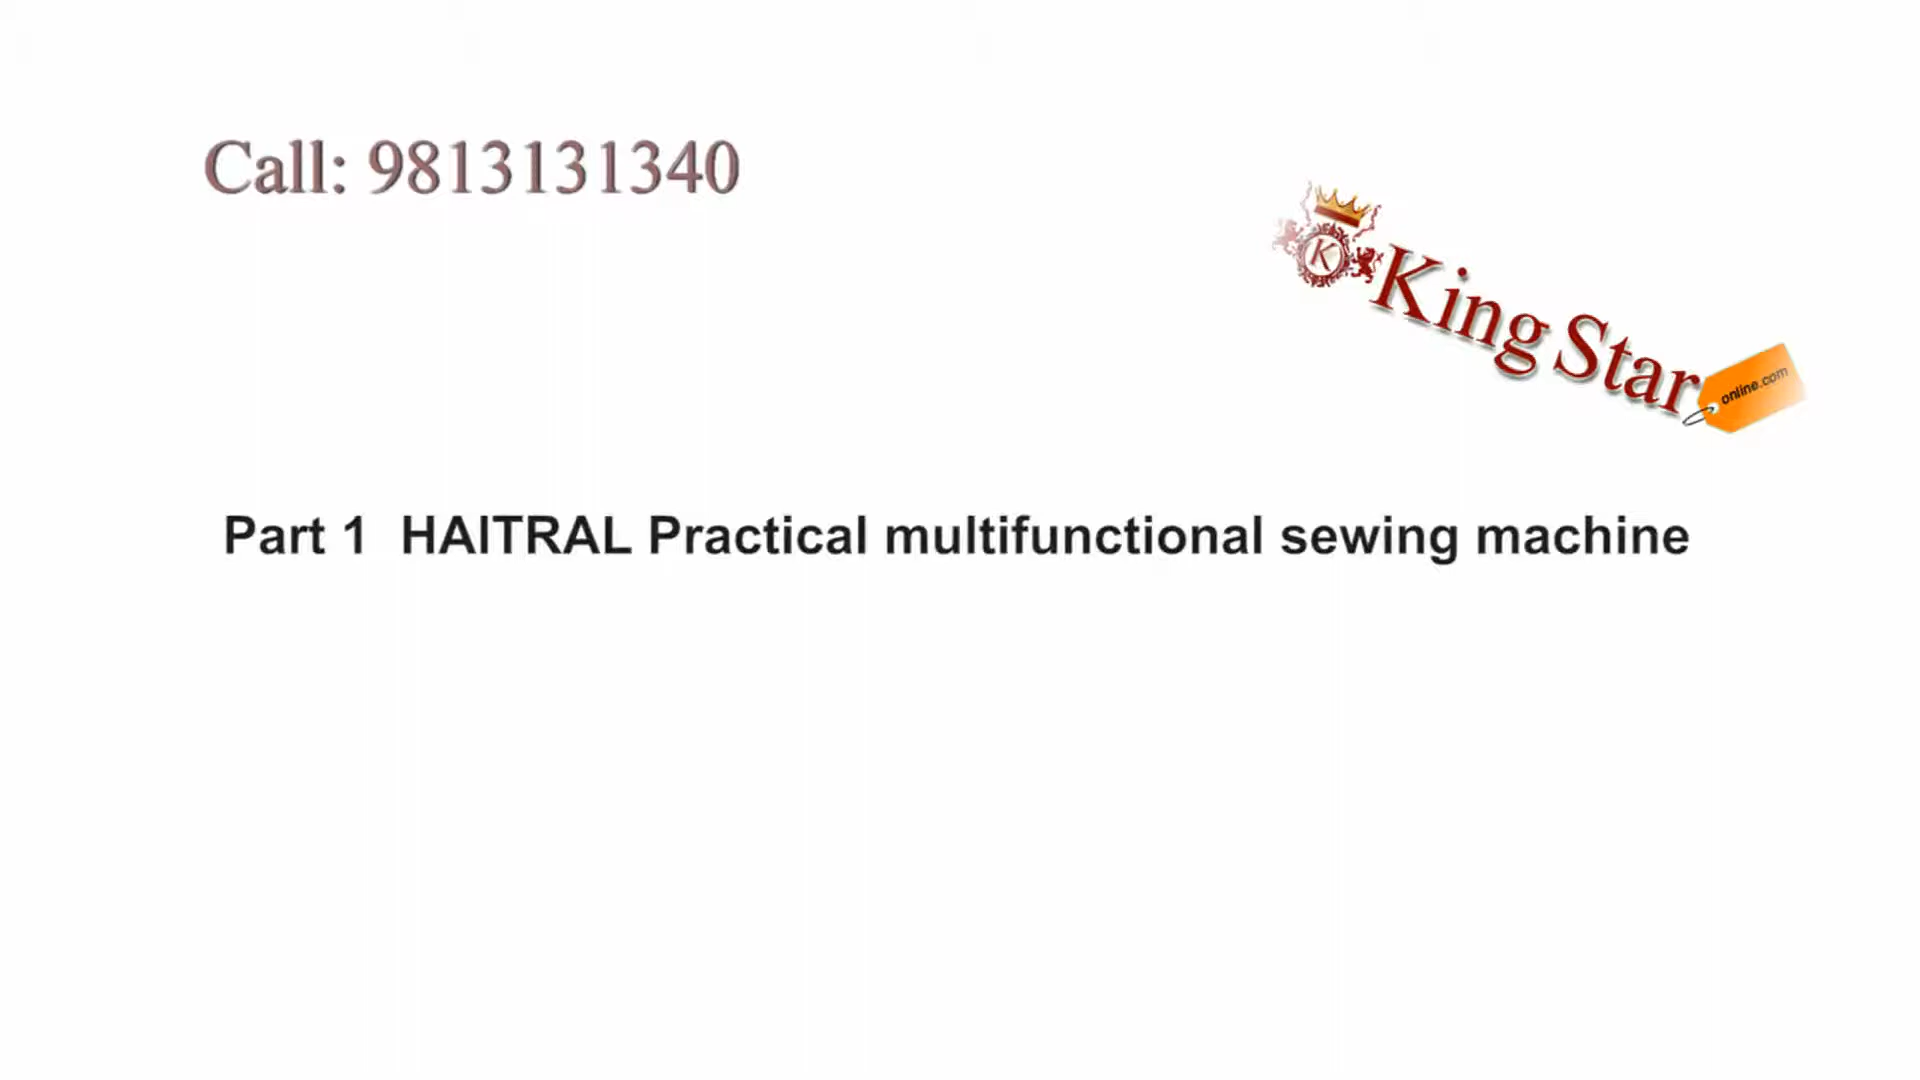 Call: 9813131340
K
King Star
online.com
Part 1 HAITRAL Practical multifunctional sewing machine